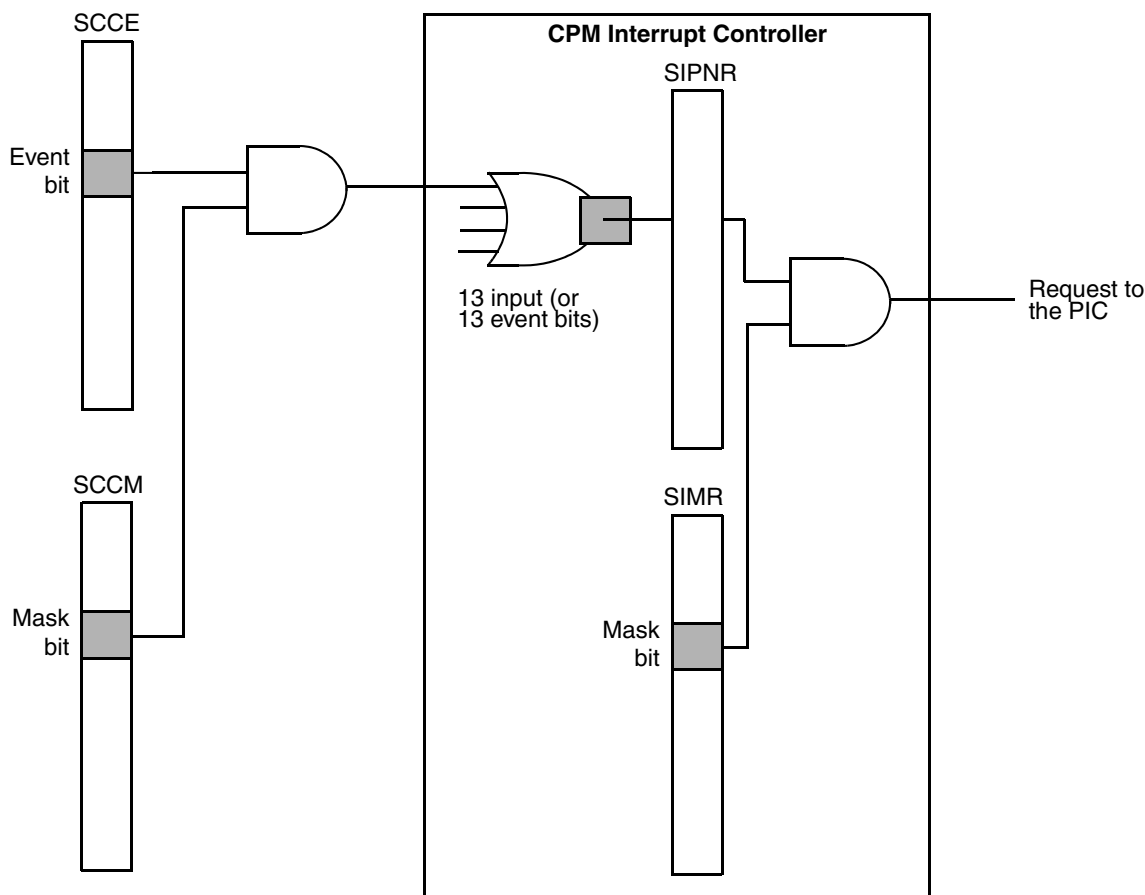 SCCE
CPM Interrupt Controller
SIPNR
Event
bit
13 input (or
13 event bits)
Request to
the PIC
SCCM
SIMR
Mask
bit
Mask
bit